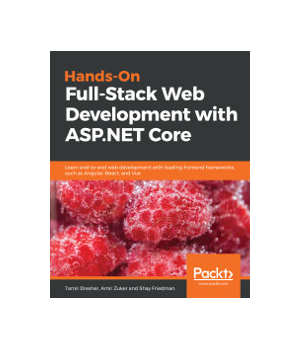 Hands-On
Full-Stack Web
Development with
ASP.NET Core
Learn end-to-end web development with leading frontend frameworks,
such as Angular, React, and Vue
Packt>
www.packt.com
Tamir Dresher, Amir Zuker and Shay Friedman